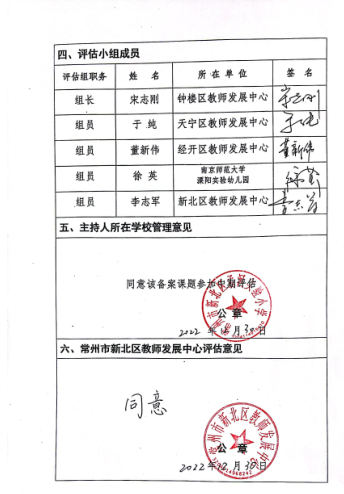 四、评估小组成员
评估组职务 姓 名 所 在 单 位 签 名
组长 宋志刚 钟楼区教师发展中心 宋志刚
组员 于 纯 天宁区教师发展中心 于纯
组员 董新伟 经开区教师发展中心 董新伟
组员 徐 英 南京师范大学
溧阳实验幼儿园 徐英
组员 李志军 新北区教师发展中心 李志军
五、主持人所在学校管理意见
同意该备案课题参加中期评估
公 章
2022 年 12 月 30 日
六、常州市新北区教师发展中心评估意见
同意
常州市新北区教师发展中心
公 章
2022 年 12 月 30 日